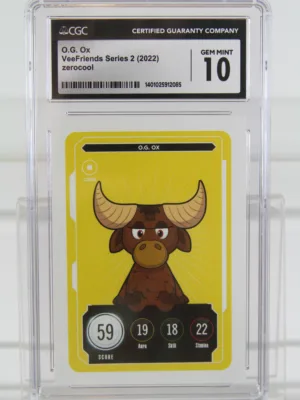 CGC
CERTIFIED GUARANTY COMPANY
O.G. Ox
VeeFriends Series 2 (2022)
zerocool
GEM MINT
10
1401025912085
O.G. OX
59
SCORE
19
Aura
18
Skill
22
Stamina